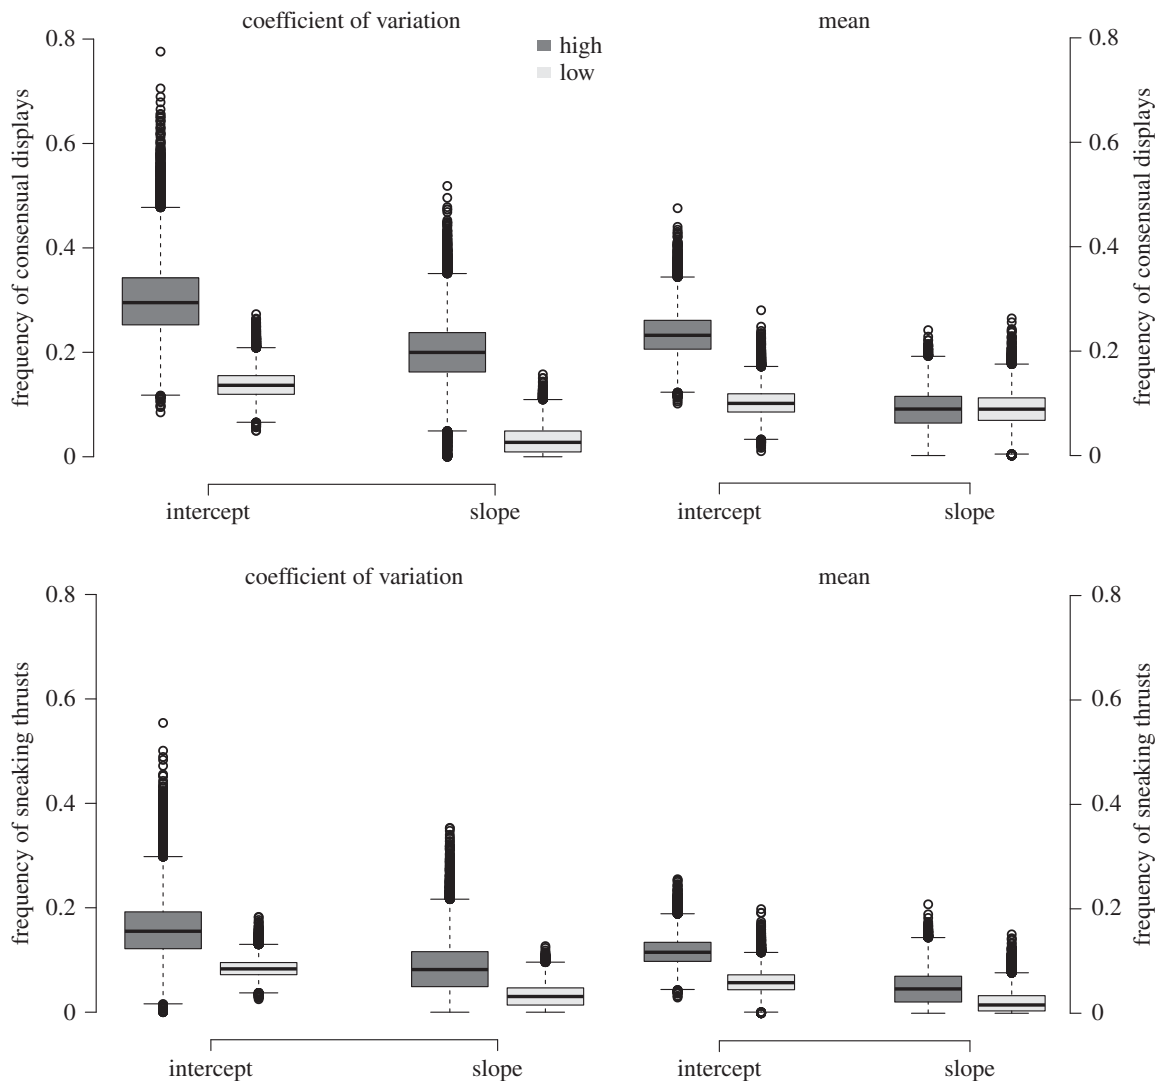 coefficient of variation
mean
high
low
frequency of consensual displays
0.8
0.6
0.4
0.2
0
0.8
0.6
0.4
0.2
0
frequency of consensual displays
intercept
slope
intercept
slope
coefficient of variation
mean
frequency of sneaking thrusts
0.8
0.6
0.4
0.2
0
0.8
0.6
0.4
0.2
0
frequency of sneaking thrusts
intercept
slope
intercept
slope